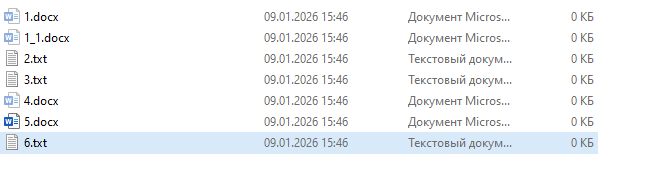 1.docx 09.01.2026 15:46 Документ Micros... 0 КБ
1_1.docx 09.01.2026 15:46 Документ Micros... 0 КБ
2.txt 09.01.2026 15:46 Текстовый докум... 0 КБ
3.txt 09.01.2026 15:46 Текстовый докум... 0 КБ
4.docx 09.01.2026 15:46 Документ Micros... 0 КБ
5.docx 09.01.2026 15:46 Документ Micros... 0 КБ
6.txt 09.01.2026 15:46 Текстовый докум... 0 КБ